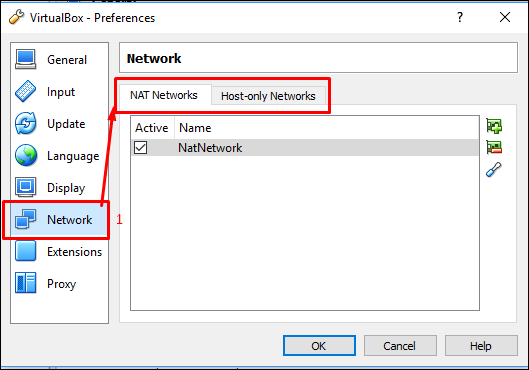 VirtualBox - Preferences
General
Input
Update
Language
Display
Network
Extensions
Proxy
1
Network
NAT Networks
Host-only Networks
Active
Name
NatNetwork
OK
Cancel
Help